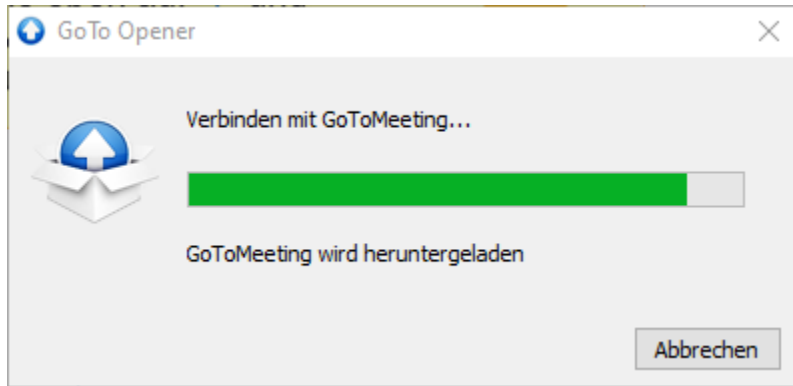 GoTo Opener
Verbinden mit GoToMeeting...
GoToMeeting wird heruntergeladen
Abbrechen